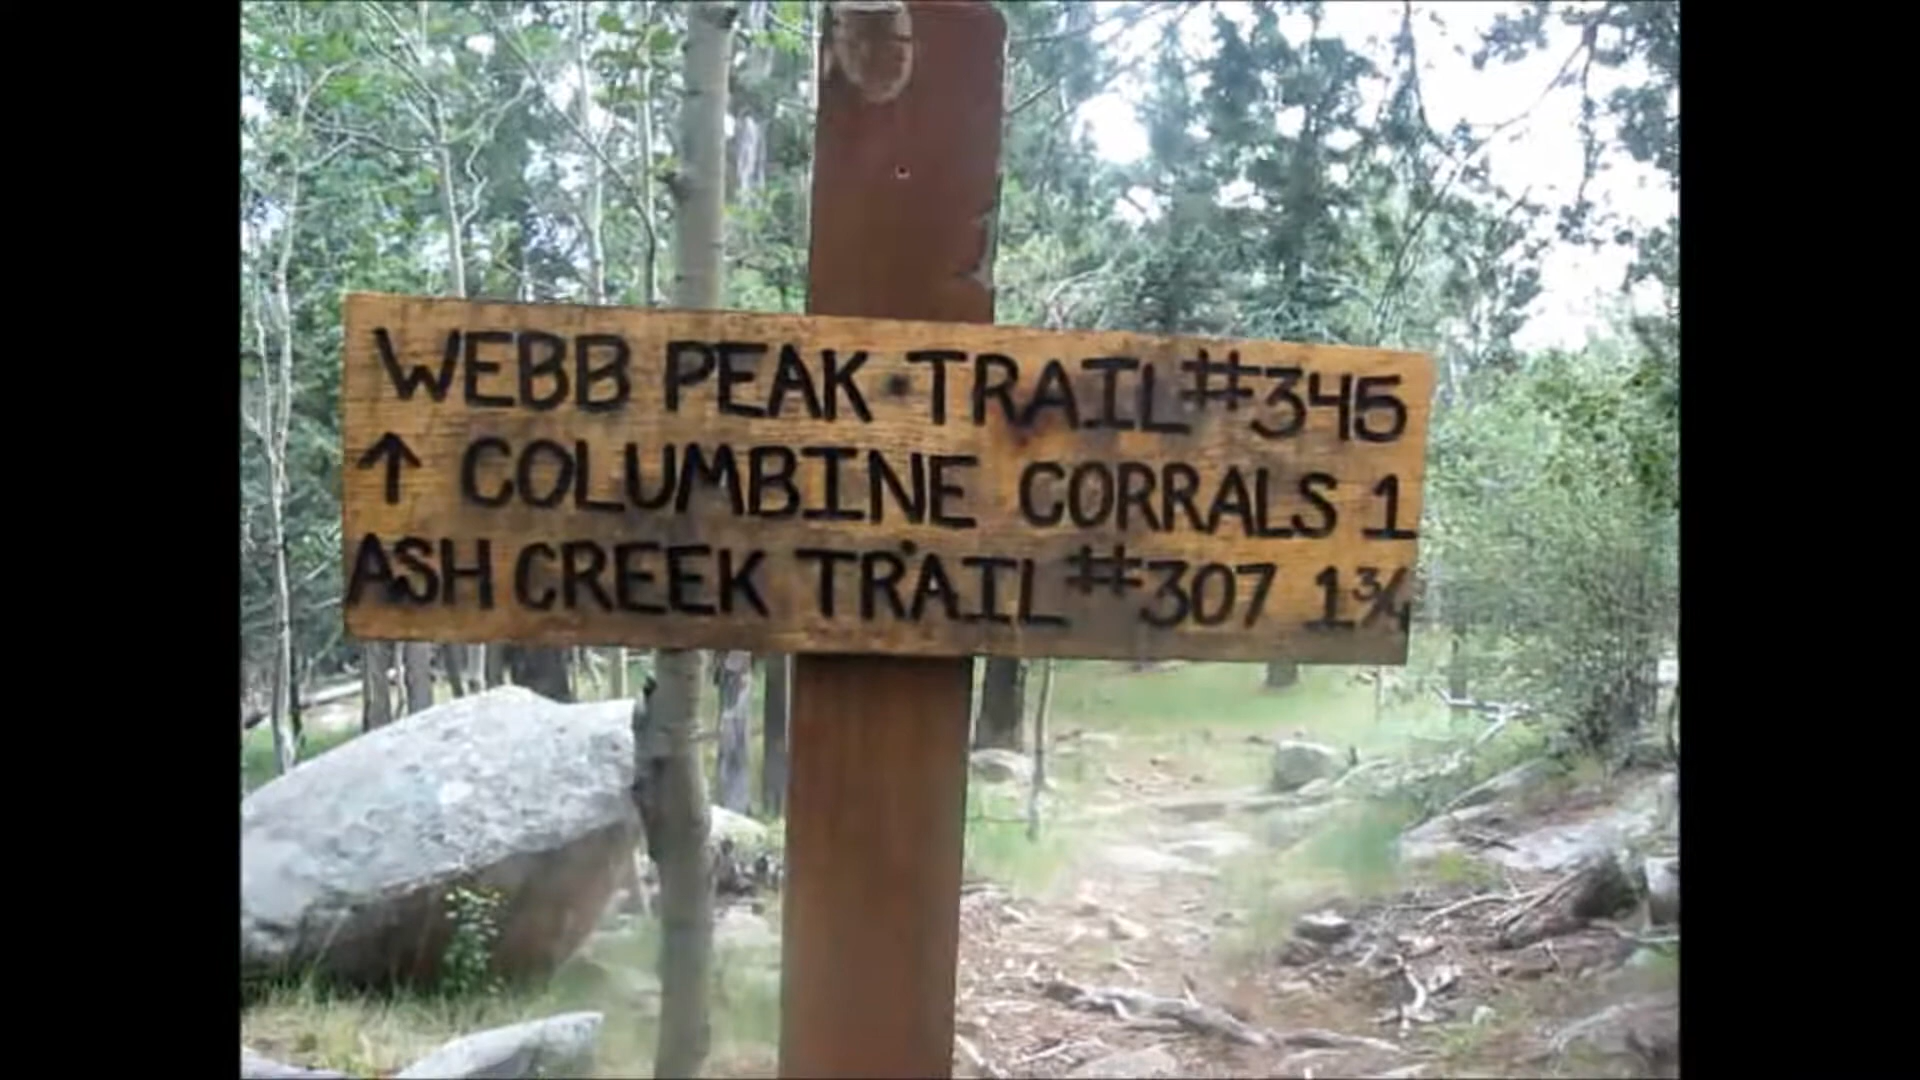 WEBB PEAK TRAIL #345
↑ COLUMBINE CORRALS 1
ASH CREEK TRAIL #307 1¾